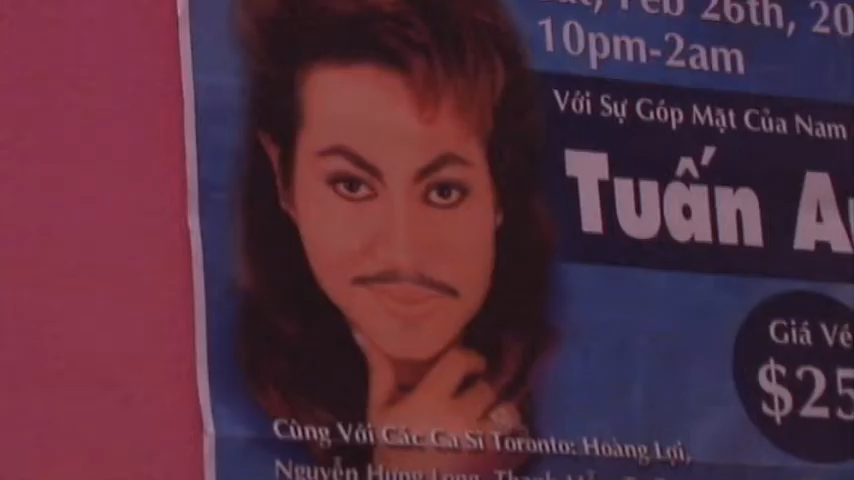 Feb 26th, 20
10pm-2am
Với Sự Góp Mặt Của Nam
Tuấn A
Giá Vé
$25
Cùng Với Các Ca Sĩ Toronto: Hoàng Lợi,
Nguyễn Hưng Long, Thanh